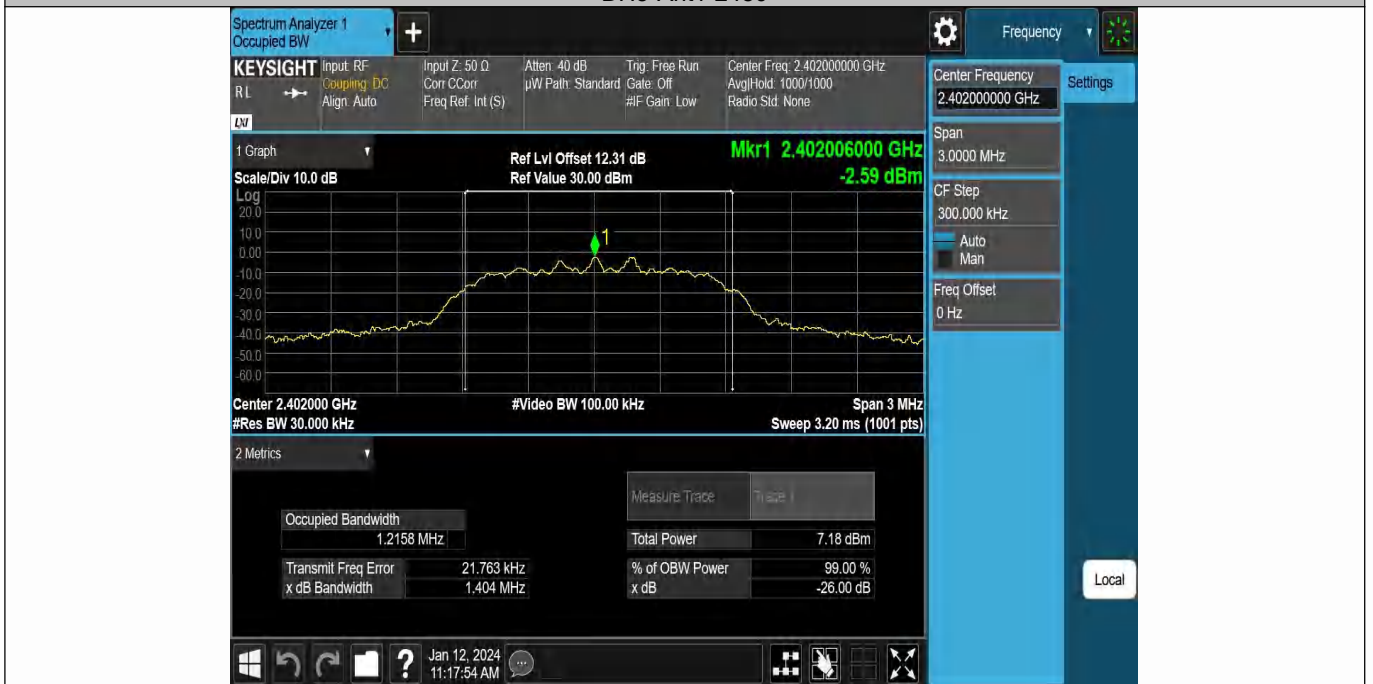 Spectrum Analyzer 1
Occupied BW
+
Frequency
KEYSIGHT
RL
LXI
Input: RF
Coupling: DC
Align: Auto
Input Z: 50 Ω
Corr CCorr
Freq Ref: Int (S)
Atten: 40 dB
µW Path: Standard
Trig: Free Run
Gate: Off
#IF Gain: Low
Center Freq: 2.402000000 GHz
Avg|Hold: 1000/1000
Radio Std: None
Center Frequency
2.402000000 GHz
Settings
Span
3.0000 MHz
CF Step
300.000 kHz
Auto
Man
Freq Offset
0 Hz
Local
1 Graph
Scale/Div 10.0 dB
Ref Lvl Offset 12.31 dB
Ref Value 30.00 dBm
Mkr1 2.402006000 GHz
-2.59 dBm
Log
20.0
10.0
0.00
-10.0
-20.0
-30.0
-40.0
-50.0
-60.0
1
Center 2.402000 GHz
#Video BW 100.00 kHz
Span 3 MHz
#Res BW 30.000 kHz
Sweep 3.20 ms (1001 pts)
2 Metrics
Measure Trace
Trace 1
Occupied Bandwidth
1.2158 MHz
Total Power
7.18 dBm
Transmit Freq Error
21.763 kHz
% of OBW Power
99.00 %
x dB Bandwidth
1.404 MHz
x dB
-26.00 dB
?
Jan 12, 2024
11:17:54 AM